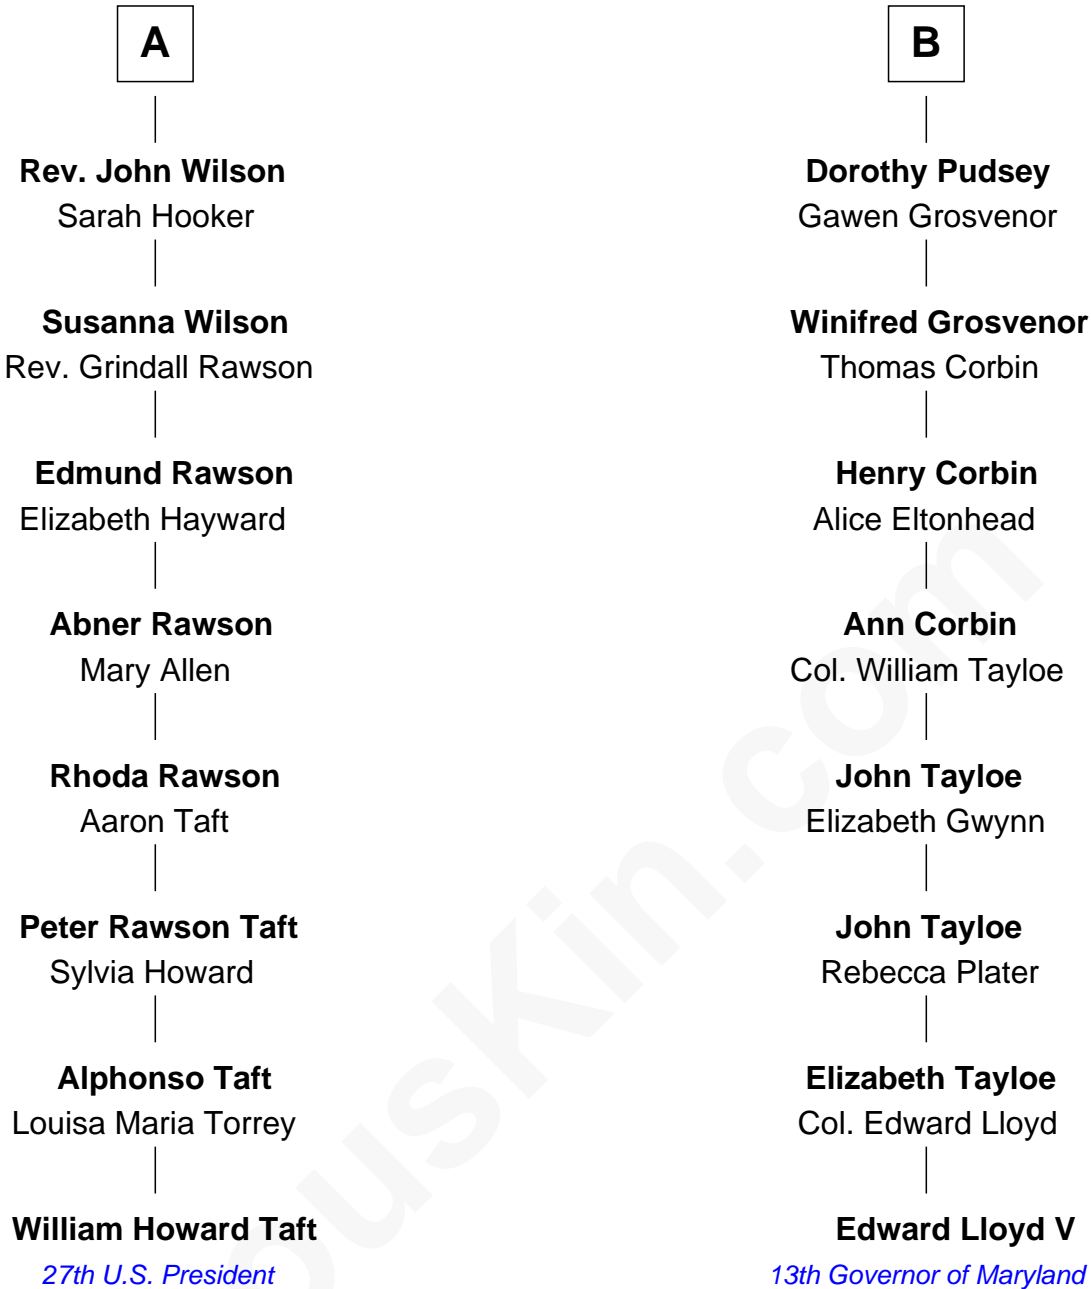 A
Rev. John Wilson
Sarah Hooker
Susanna Wilson
Rev. Grindall Rawson
Edmund Rawson
Elizabeth Hayward
Abner Rawson
Mary Allen
Rhoda Rawson
Aaron Taft
Peter Rawson Taft
Sylvia Howard
Alphonso Taft
Louisa Maria Torrey
William Howard Taft
27th U.S. President
B
Dorothy Pudsey
Gawen Grosvenor
Winifred Grosvenor
Thomas Corbin
Henry Corbin
Alice Eltonhead
Ann Corbin
Col. William Tayloe
John Tayloe
Elizabeth Gwynn
John Tayloe
Rebecca Plater
Elizabeth Tayloe
Col. Edward Lloyd
Edward Lloyd V
13th Governor of Maryland
ousKin.com